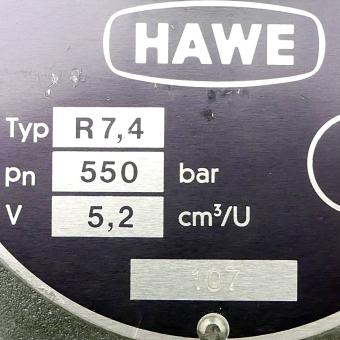 HAWE
Typ R 7,4
pn 550 bar
V 5,2 cm³/U
107